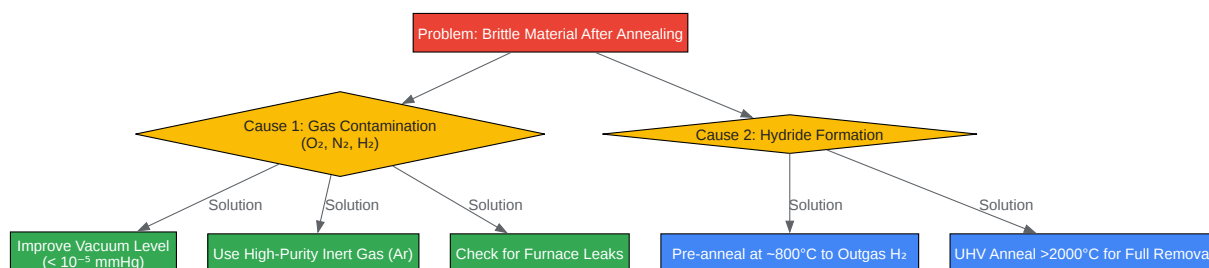 Problem: Brittle Material After Annealing
Cause 1: Gas Contamination
(O₂, N₂, H₂)
Cause 2: Hydride Formation
Solution
Solution
Solution
Solution
Solution
Improve Vacuum Level
(< 10⁻⁵ mmHg)
Use High-Purity Inert Gas (Ar)
Check for Furnace Leaks
Pre-anneal at ~800°C to Outgas H₂
UHV Anneal >2000°C for Full Remova